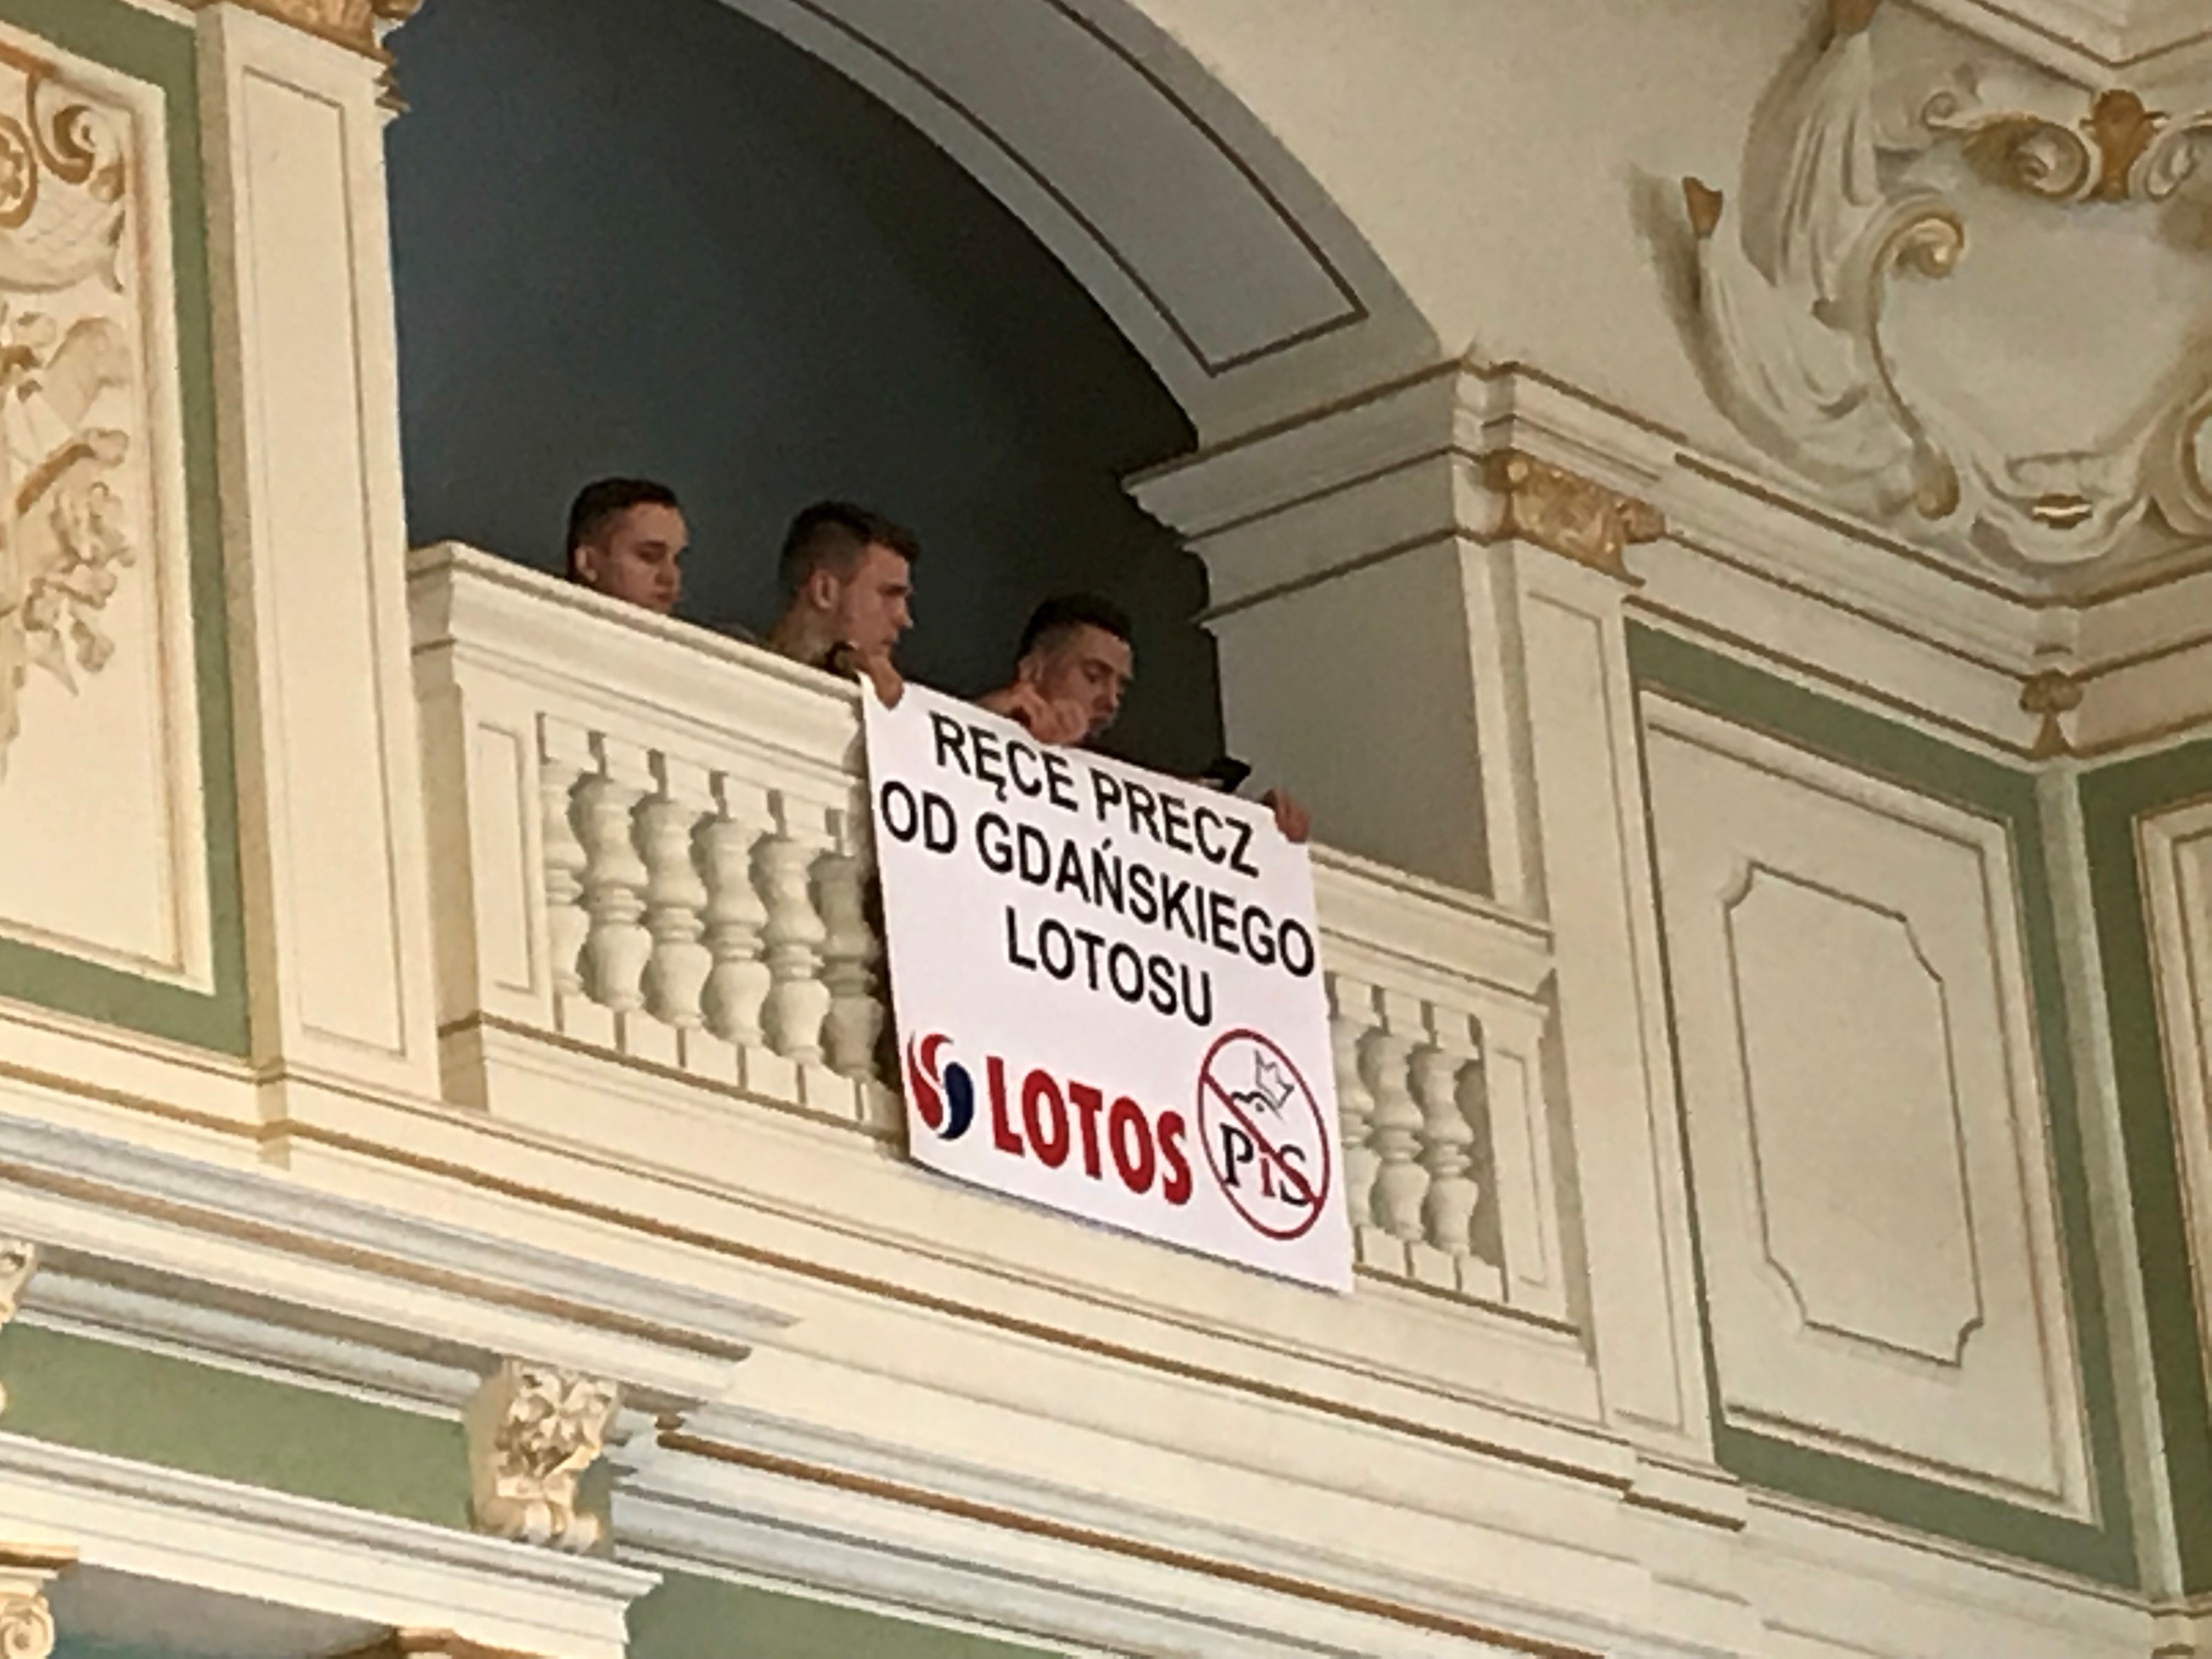 RĘCE PRECZ
OD GDAŃSKIEGO
LOTOSU
LOTOS
PiS